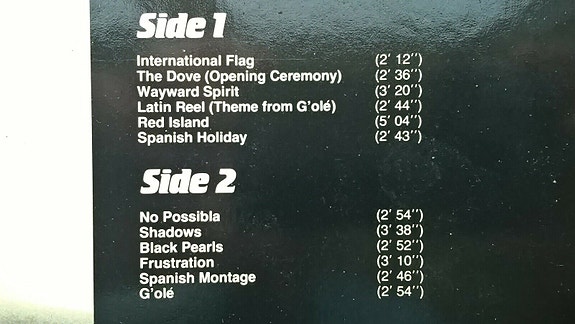 Side 1
International Flag (2' 12'')
The Dove (Opening Ceremony) (2' 36'')
Wayward Spirit (3' 20'')
Latin Reel (Theme from G'olé) (2' 44'')
Red Island (5' 04'')
Spanish Holiday (2' 43'')
Side 2
No Possibla (2' 54'')
Shadows (3' 38'')
Black Pearls (2' 52'')
Frustration (3' 10'')
Spanish Montage (2' 46'')
G'olé (2' 54'')